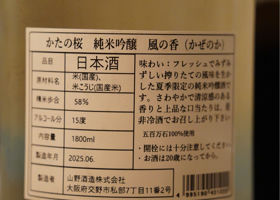 かたの桜　純米吟醸　風の香（かぜのか）
品目 日本酒
原材料名 米(国産)、
米こうじ(国産米)
精米歩合 58%
アルコール分 15度
内容量 1800ml
製造年月 2025.06.
山野酒造株式会社
大阪府交野市私部7丁目11番2号
味わい：フレッシュでみずみ
ずしい搾りたての風味を生か
した夏季限定の純米吟醸酒で
す。さわやかで清涼感のある
香りと上品な口当たりを、是
非冷酒でお召し上がり下さい
五百万石100%使用
・開栓には十分注意してください。
・お酒は20歳になってから。